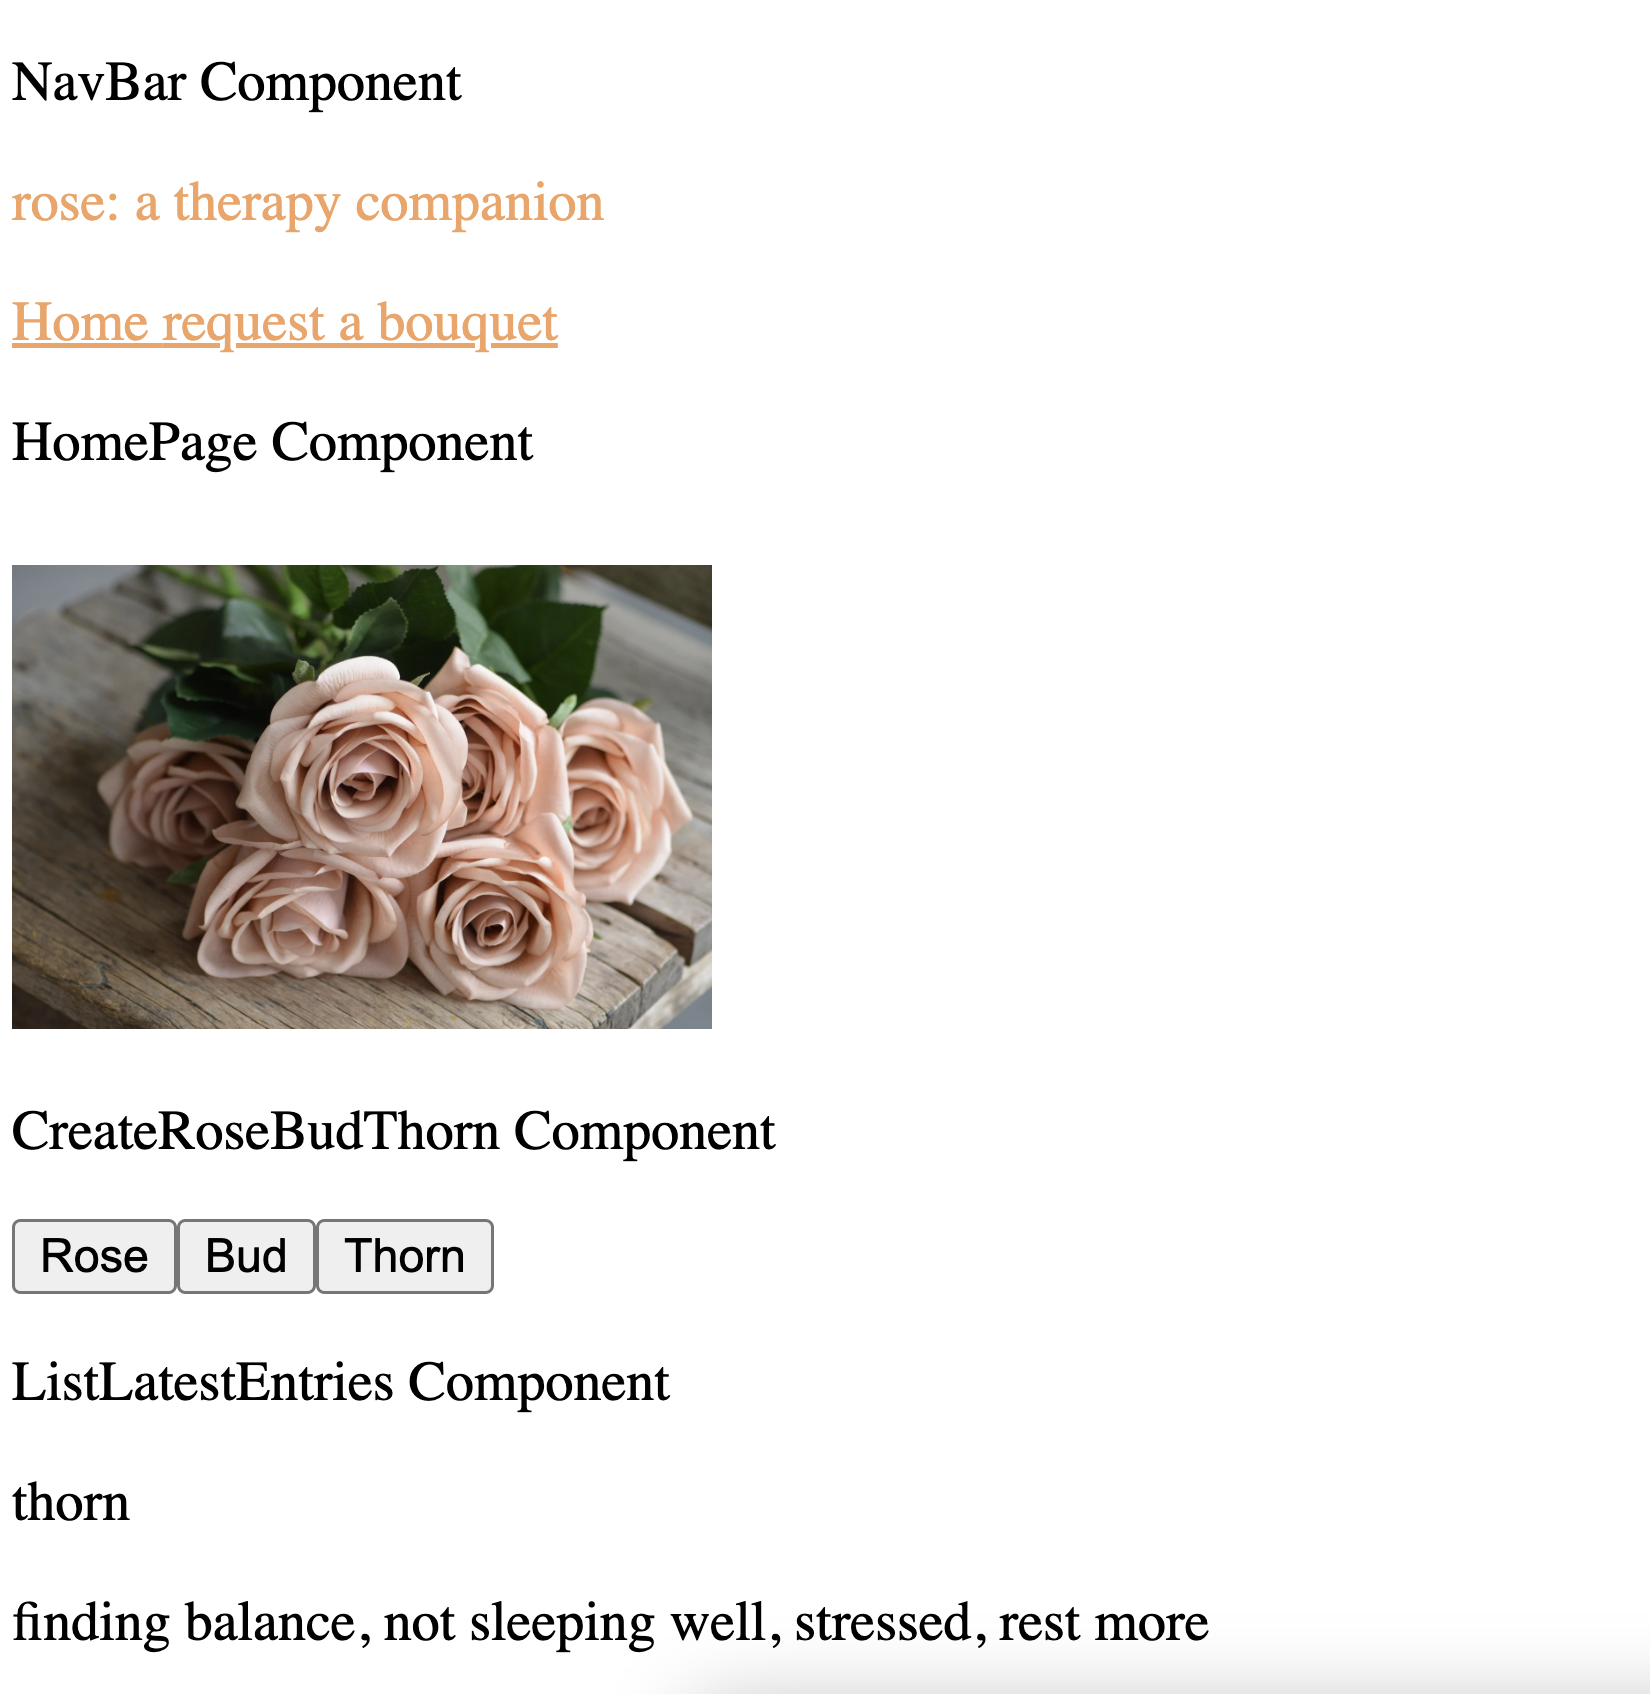 NavBar Component
rose: a therapy companion
Home request a bouquet
HomePage Component
CreateRoseBudThorn Component
Rose Bud Thorn
ListLatestEntries Component
thorn
finding balance, not sleeping well, stressed, rest more